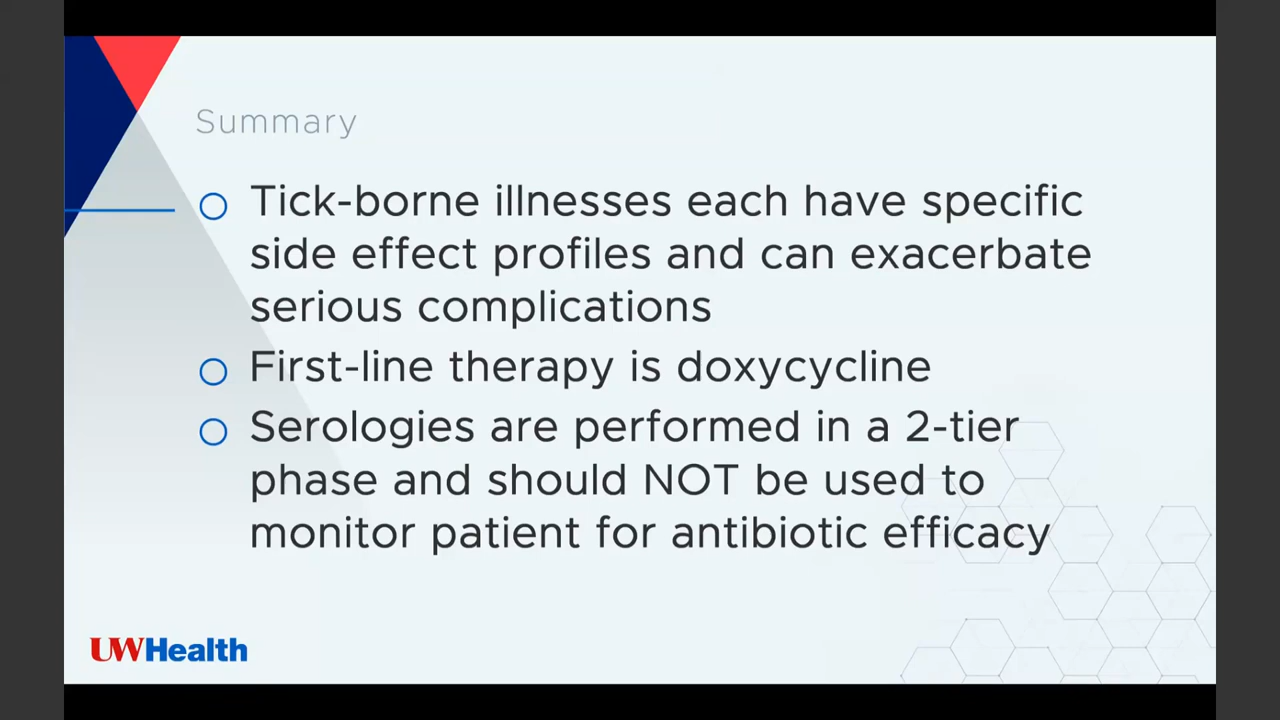 Summary
Tick-borne illnesses each have specific
side effect profiles and can exacerbate
serious complications
First-line therapy is doxycycline
Serologies are performed in a 2-tier
phase and should NOT be used to
monitor patient for antibiotic efficacy
UWHealth